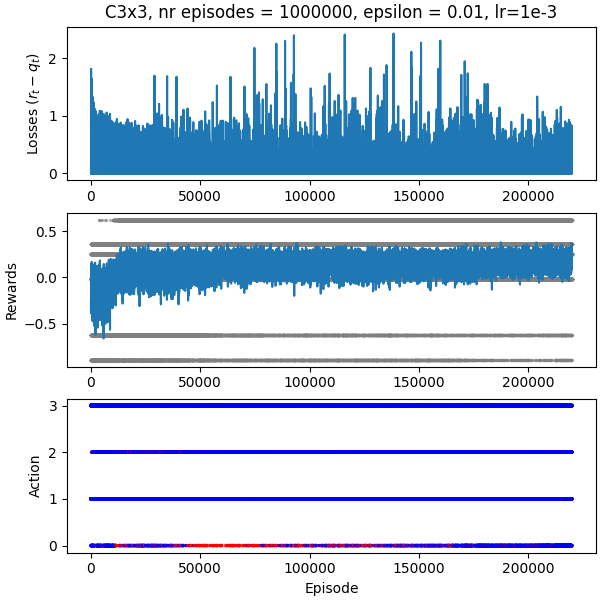 C3x3, nr episodes = 1000000, epsilon = 0.01, lr=1e-3
Losses (r_t − q_t)
2
1
0
0 50000 100000 150000 200000
Rewards
0.5
0.0
−0.5
0 50000 100000 150000 200000
Action
3
2
1
0
0 50000 100000 150000 200000
Episode